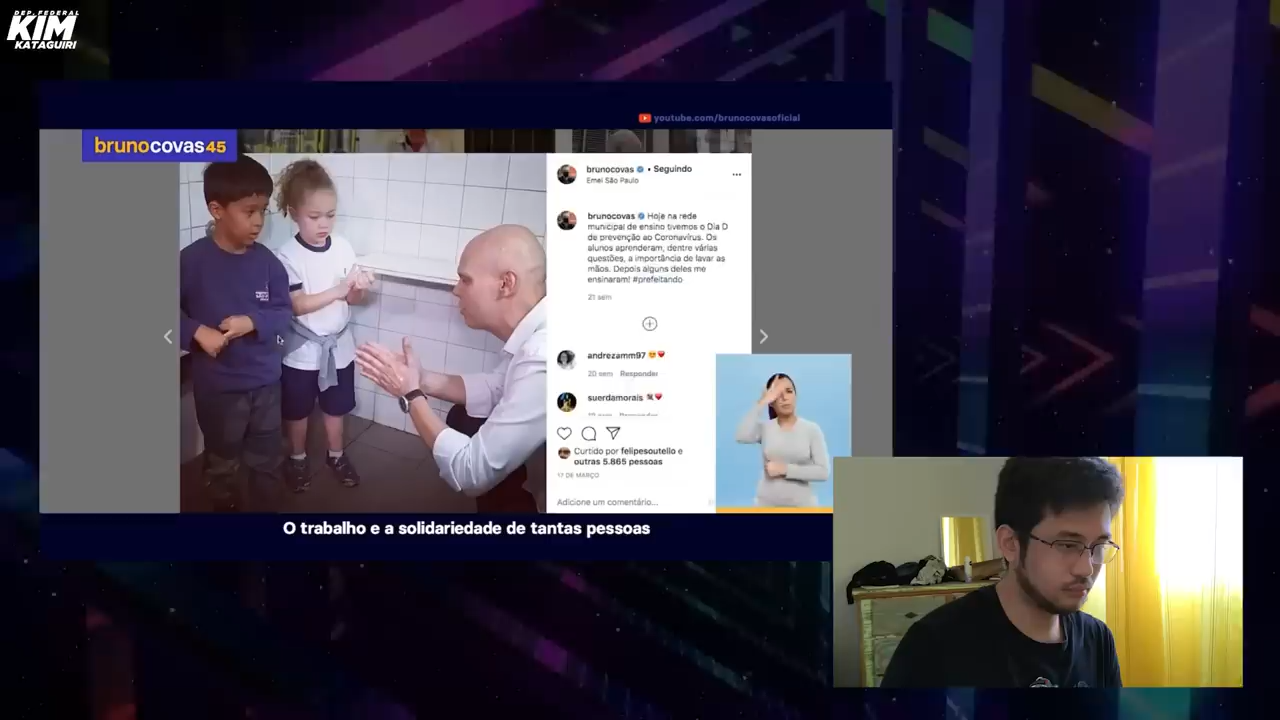 DEP. FEDERAL
KIM
KATAGUIRI
youtube.com/brunocovasoficial
brunocovas45
brunocovas • Seguindo
Emei São Paulo
...
brunocovas Hoje na rede
municipal de ensino tivemos o Dia D
de prevenção ao Coronavírus. Os
alunos aprenderam, dentre várias
questões, a importância de lavar as
mãos. Depois alguns deles me
ensinaram! #prefeitando
21 sem
andrezamm97
20 sem Responder
suerdamorais
Curtido por felipesoutello e
outras 5.865 pessoas
17 DE MARÇO
Adicione um comentário...
O trabalho e a solidariedade de tantas pessoas